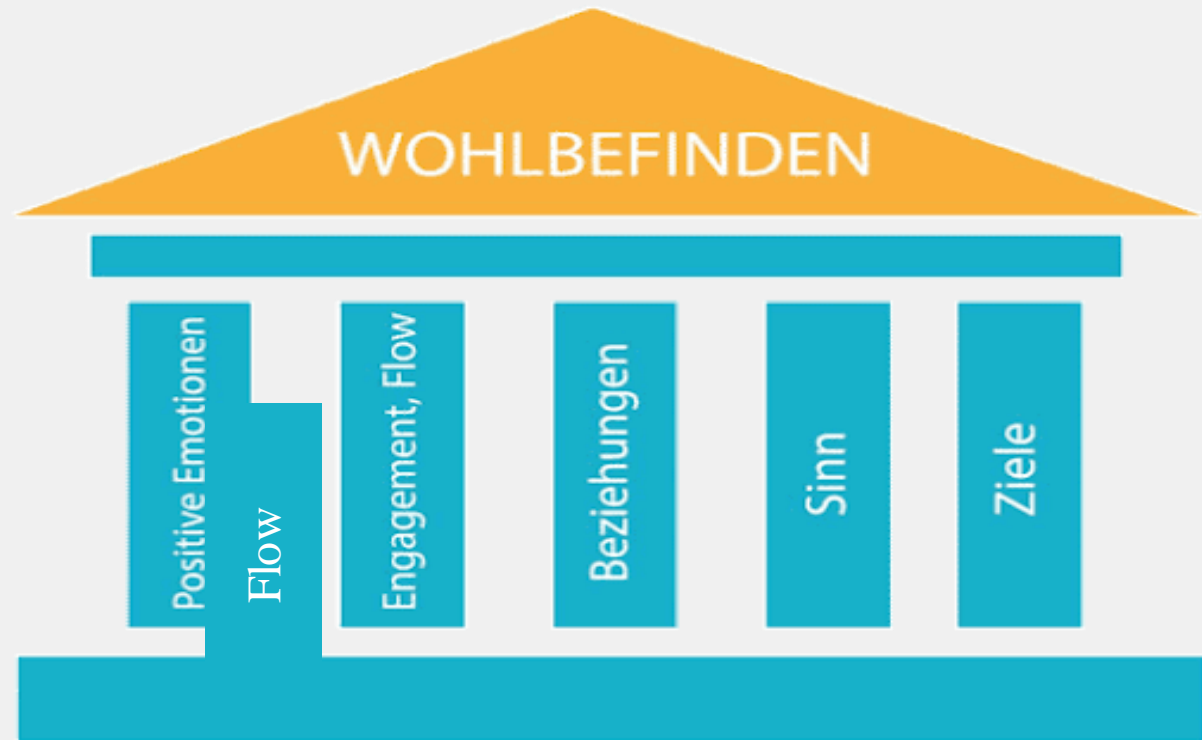 WOHLBEFINDEN
Positive Emotionen
Flow
Engagement, Flow
Beziehungen
Sinn
Ziele